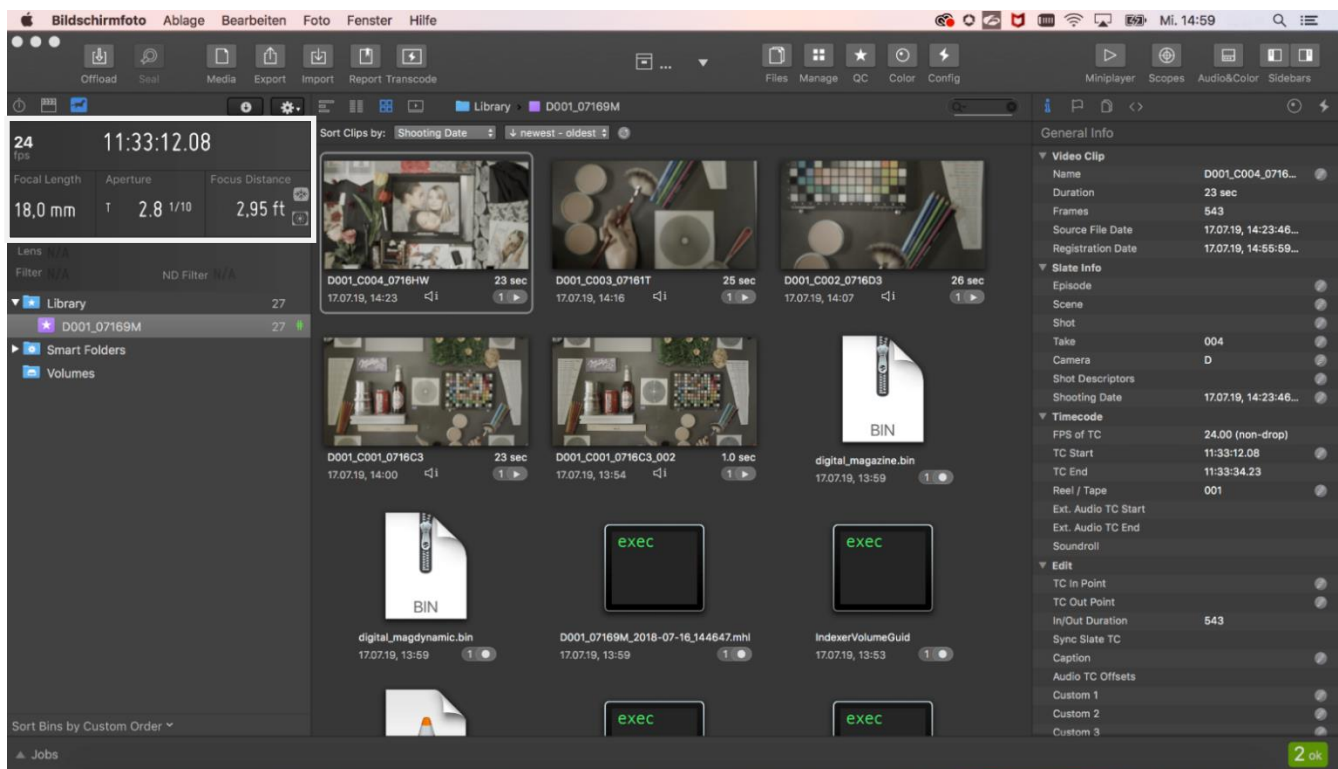 Bildschirmfoto Ablage Bearbeiten Foto Fenster Hilfe Mi. 14:59
Offload Seal Media Export Import Report Transcode ... Files Manage QC Color Config Miniplayer Scopes Audio&Color Sidebars
Library D001_07169M
Sort Clips by: Shooting Date ↓ newest - oldest
24 fps 11:33:12.08
Focal Length Aperture Focus Distance
18,0 mm T 2.8 1/10 2,95 ft
Lens N/A
Filter N/A ND Filter N/A
Library 27
D001_07169M 27
Smart Folders
Volumes
Sort Bins by Custom Order
Jobs
D001_C004_0716HW 23 sec
17.07.19, 14:23 1
D001_C003_07161T 25 sec
17.07.19, 14:16 1
D001_C002_0716D3 26 sec
17.07.19, 14:07 1
D001_C001_0716C3 23 sec
17.07.19, 14:00 1
D001_C001_0716C3_002 1.0 sec
17.07.19, 13:54 1
BIN
digital_magazine.bin
17.07.19, 13:59 1
BIN
digital_magdynamic.bin
17.07.19, 13:59 1
exec
D001_07169M_2018-07-16_144647.mhl
17.07.19, 13:59 1
exec
IndexerVolumeGuid
17.07.19, 13:53 1
exec
exec
General Info
Video Clip
Name D001_C004_0716...
Duration 23 sec
Frames 543
Source File Date 17.07.19, 14:23:46...
Registration Date 17.07.19, 14:55:59...
Slate Info
Episode
Scene
Shot
Take 004
Camera D
Shot Descriptors
Shooting Date 17.07.19, 14:23:46...
Timecode
FPS of TC 24.00 (non-drop)
TC Start 11:33:12.08
TC End 11:33:34.23
Reel / Tape 001
Ext. Audio TC Start
Ext. Audio TC End
Soundroll
Edit
TC In Point
TC Out Point
In/Out Duration 543
Sync Slate TC
Caption
Audio TC Offsets
Custom 1
Custom 2
Custom 3
2 ok